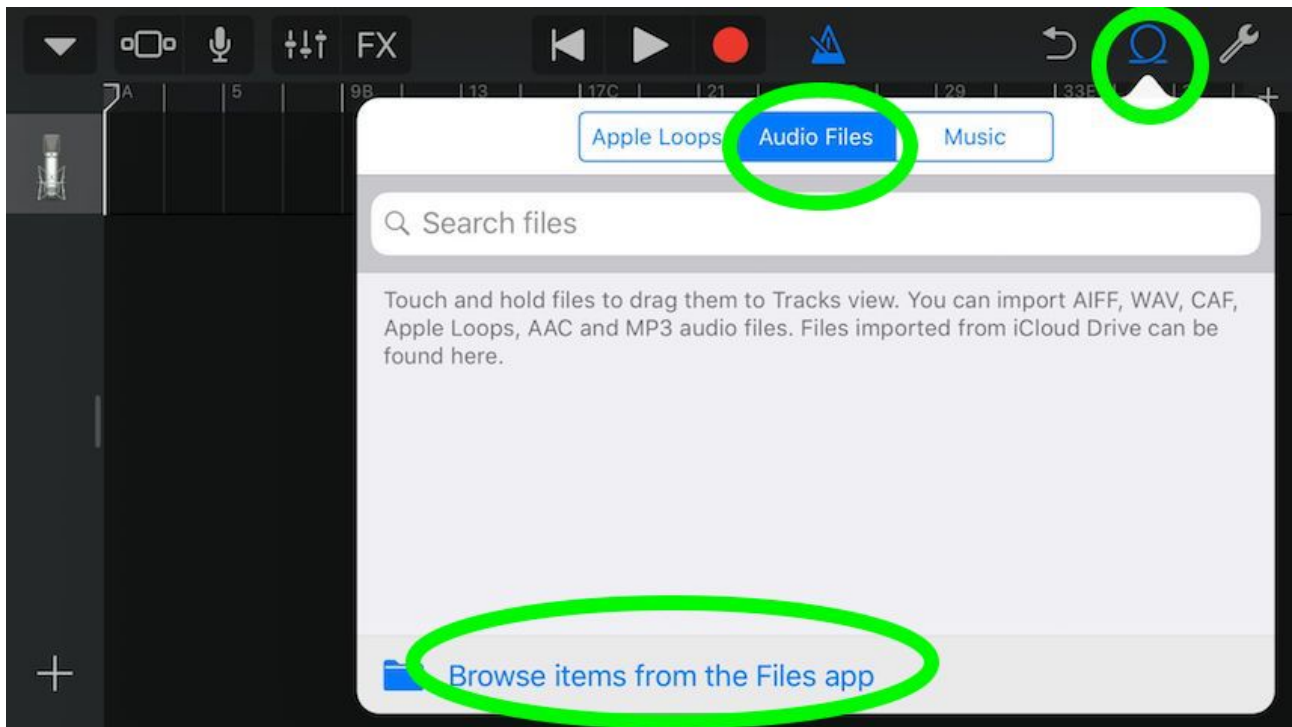 FX
A 5 9B 13 17C 21 29 33E
Apple Loops Audio Files Music
Search files
Touch and hold files to drag them to Tracks view. You can import AIFF, WAV, CAF,
Apple Loops, AAC and MP3 audio files. Files imported from iCloud Drive can be
found here.
Browse items from the Files app